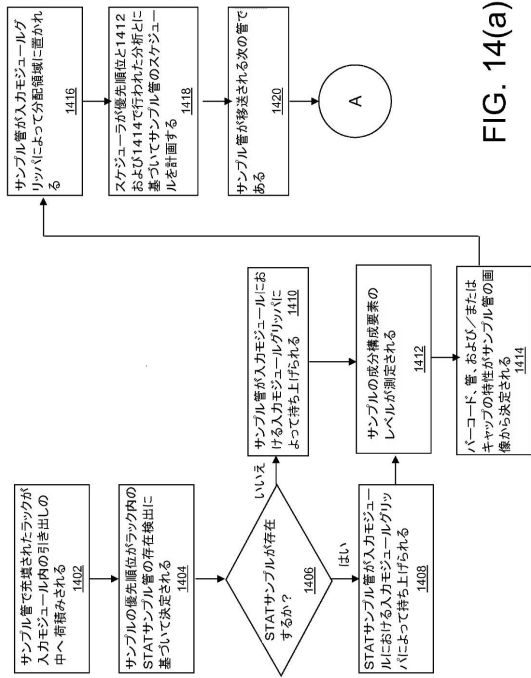 サンプル管で充填されたラックが
入力モジュール内の引き出しの
中へ 荷積みされる
1402
サンプルの優先順位がラック内の
STATサンプル管の存在検出に
基づいて決定される
1404
STATサンプルが存在
するか？
1406
いいえ
はい
STATサンプル管が入力モジュー
ルにおける入力モジュールグリッ
パによって持ち上げられる
1408
サンプル管が入力モジュールにお
ける入力モジュールグリッパに
よって持ち上げられる
1410
サンプルの成分構成要素の
レベルが測定される
1412
バーコード、管、および／または
キャップの特性がサンプル管の画
像から決定される
1414
サンプル管が入力モジュールグ
リッパによって分配領域に置かれ
る
1416
スケジューラが優先順位と1412
および1414で行われた分析とに
基づいてサンプル管のスケジュー
ルを計画する
1418
サンプル管が移送される次の管で
ある
1420
A
FIG. 14(a)